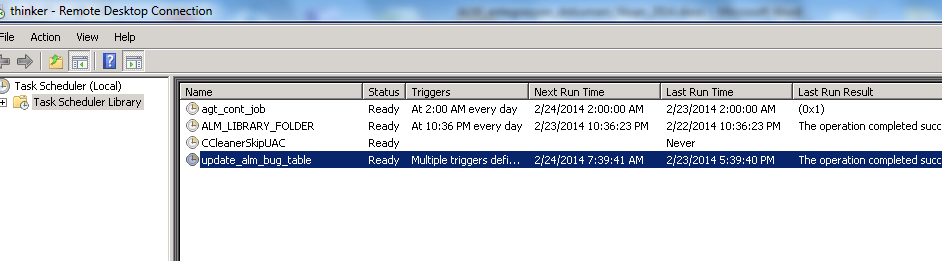 thinker - Remote Desktop Connection
File Action View Help
Task Scheduler (Local)
Task Scheduler Library
Name Status Triggers Next Run Time Last Run Time Last Run Result
agt_cont_job Ready At 2:00 AM every day 2/24/2014 2:00:00 AM 2/23/2014 2:00:00 AM (0x1)
ALM_LIBRARY_FOLDER Ready At 10:36 PM every day 2/23/2014 10:36:23 PM 2/22/2014 10:36:23 PM The operation completed succ
CCleanerSkipUAC Ready Never
update_alm_bug_table Ready Multiple triggers defi... 2/24/2014 7:39:41 AM 2/23/2014 5:39:40 PM The operation completed succ